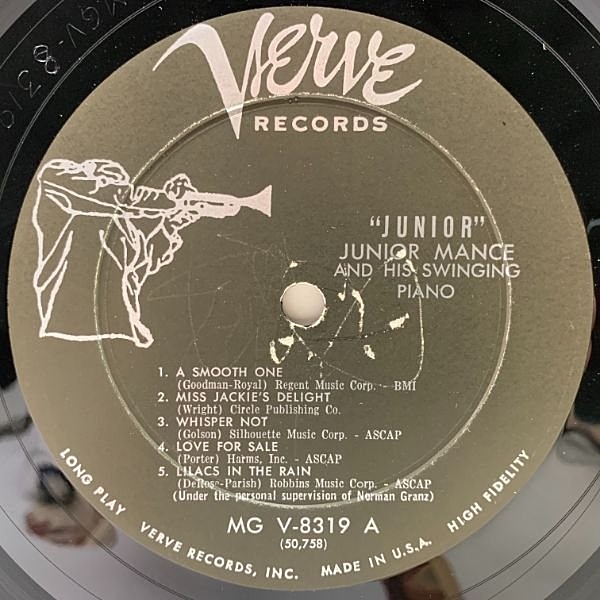 Verve
RECORDS
"JUNIOR"
JUNIOR MANCE
AND HIS SWINGING
PIANO
1. A SMOOTH ONE
(Goodman-Royal) Regent Music Corp. - BMI
2. MISS JACKIE'S DELIGHT
(Wright) Circle Publishing Co.
3. WHISPER NOT
(Golson) Silhouette Music Corp. - ASCAP
4. LOVE FOR SALE
(Porter) Harms, Inc. - ASCAP
5. LILACS IN THE RAIN
(DeRose-Parish) Robbins Music Corp. - ASCAP
(Under the personal supervision of Norman Granz)
MG V-8319 A
(50,758)
LONG PLAY VERVE RECORDS, INC. MADE IN U.S.A. HIGH FIDELITY
MGV-8319